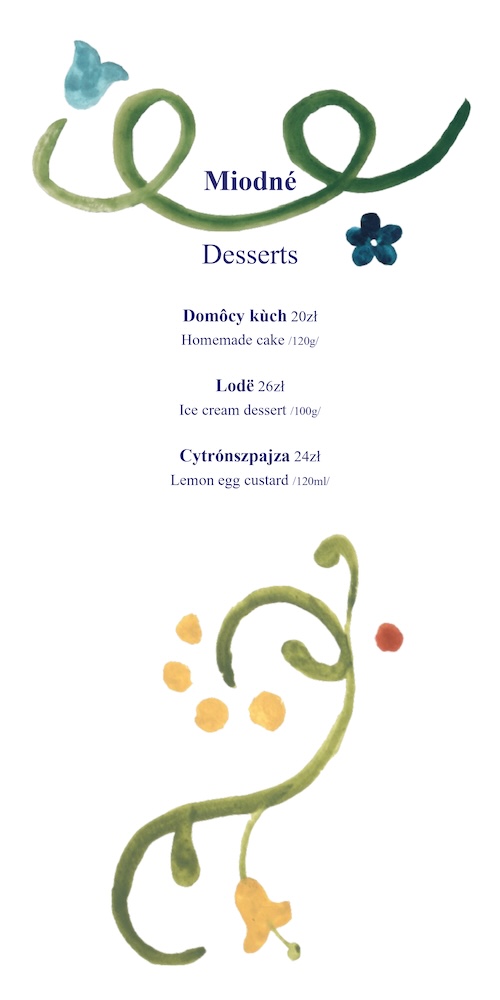 Miodné
Desserts
Domôcy kùch 20zł
Homemade cake /120g/
Lodë 26zł
Ice cream dessert /100g/
Cytrónszpajza 24zł
Lemon egg custard /120ml/